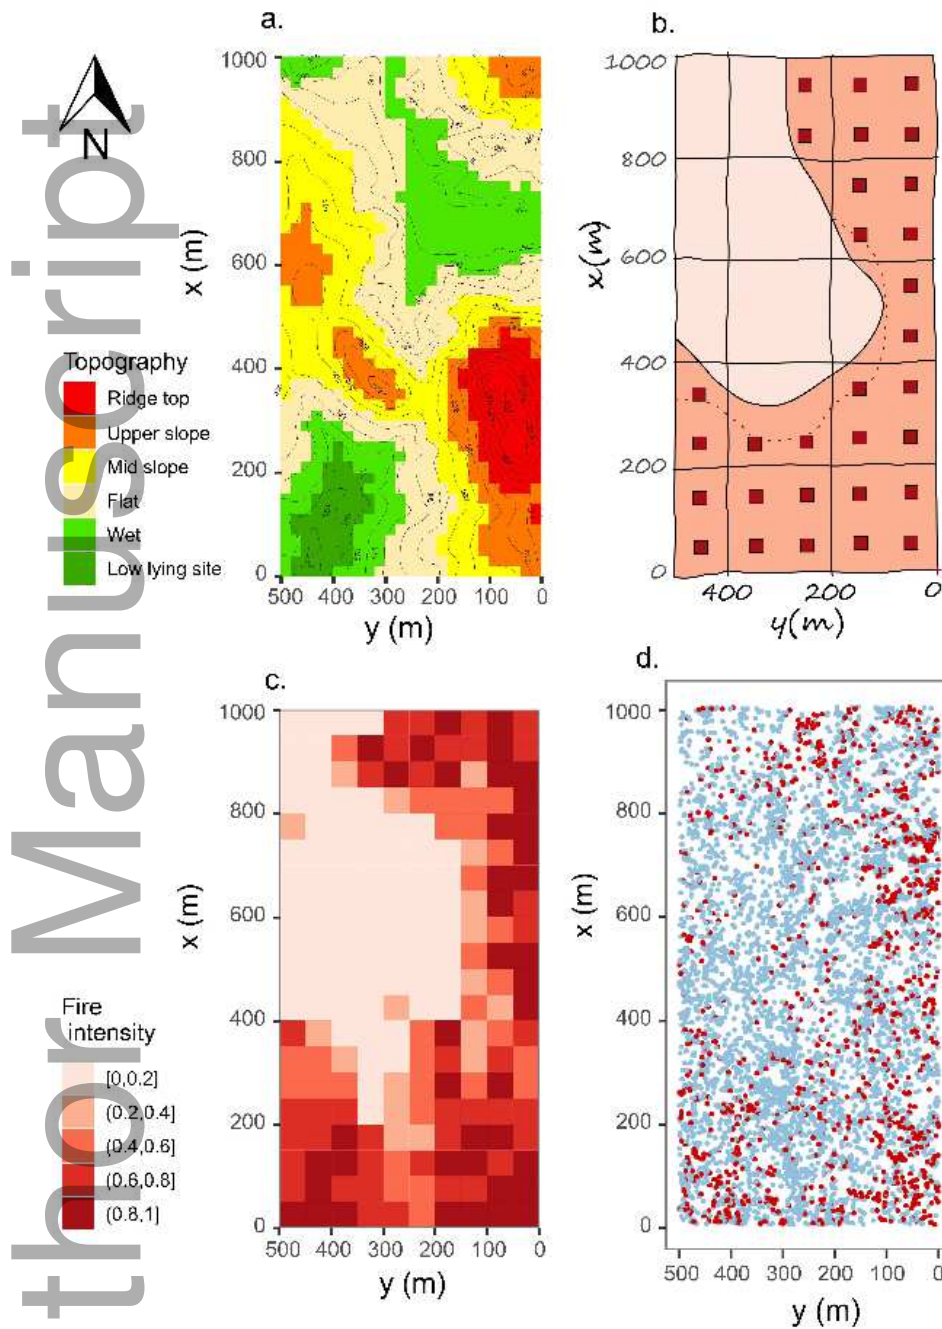 a.
b.
N
1000
800
600
400
200
0
x (m)
500 400 300 200 100 0
y (m)
Topography
Ridge top
Upper slope
Mid slope
Flat
Wet
Low lying site
1000
800
600
400
200
0
x(m)
400 200 0
y(m)
c.
d.
1000
800
600
400
200
0
x (m)
500 400 300 200 100 0
y (m)
Fire
intensity
[0,0.2]
(0.2,0.4]
(0.4,0.6]
(0.6,0.8]
(0.8,1]
1000
800
600
400
200
0
x (m)
500 400 300 200 100 0
y (m)
thor Manuscript